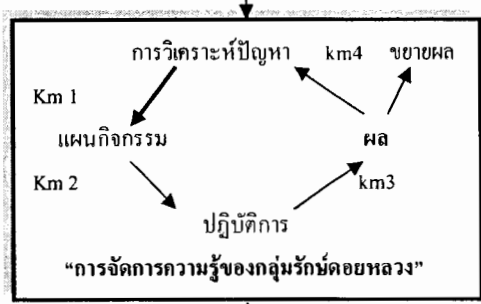 การวิเคราะห์ปัญหา km4 ขยายผล
Km 1
แผนกิจกรรม ผล
Km 2 km3
ปฏิบัติการ
“การจัดการความรู้ของกลุ่มรักษ์ดอยหลวง”